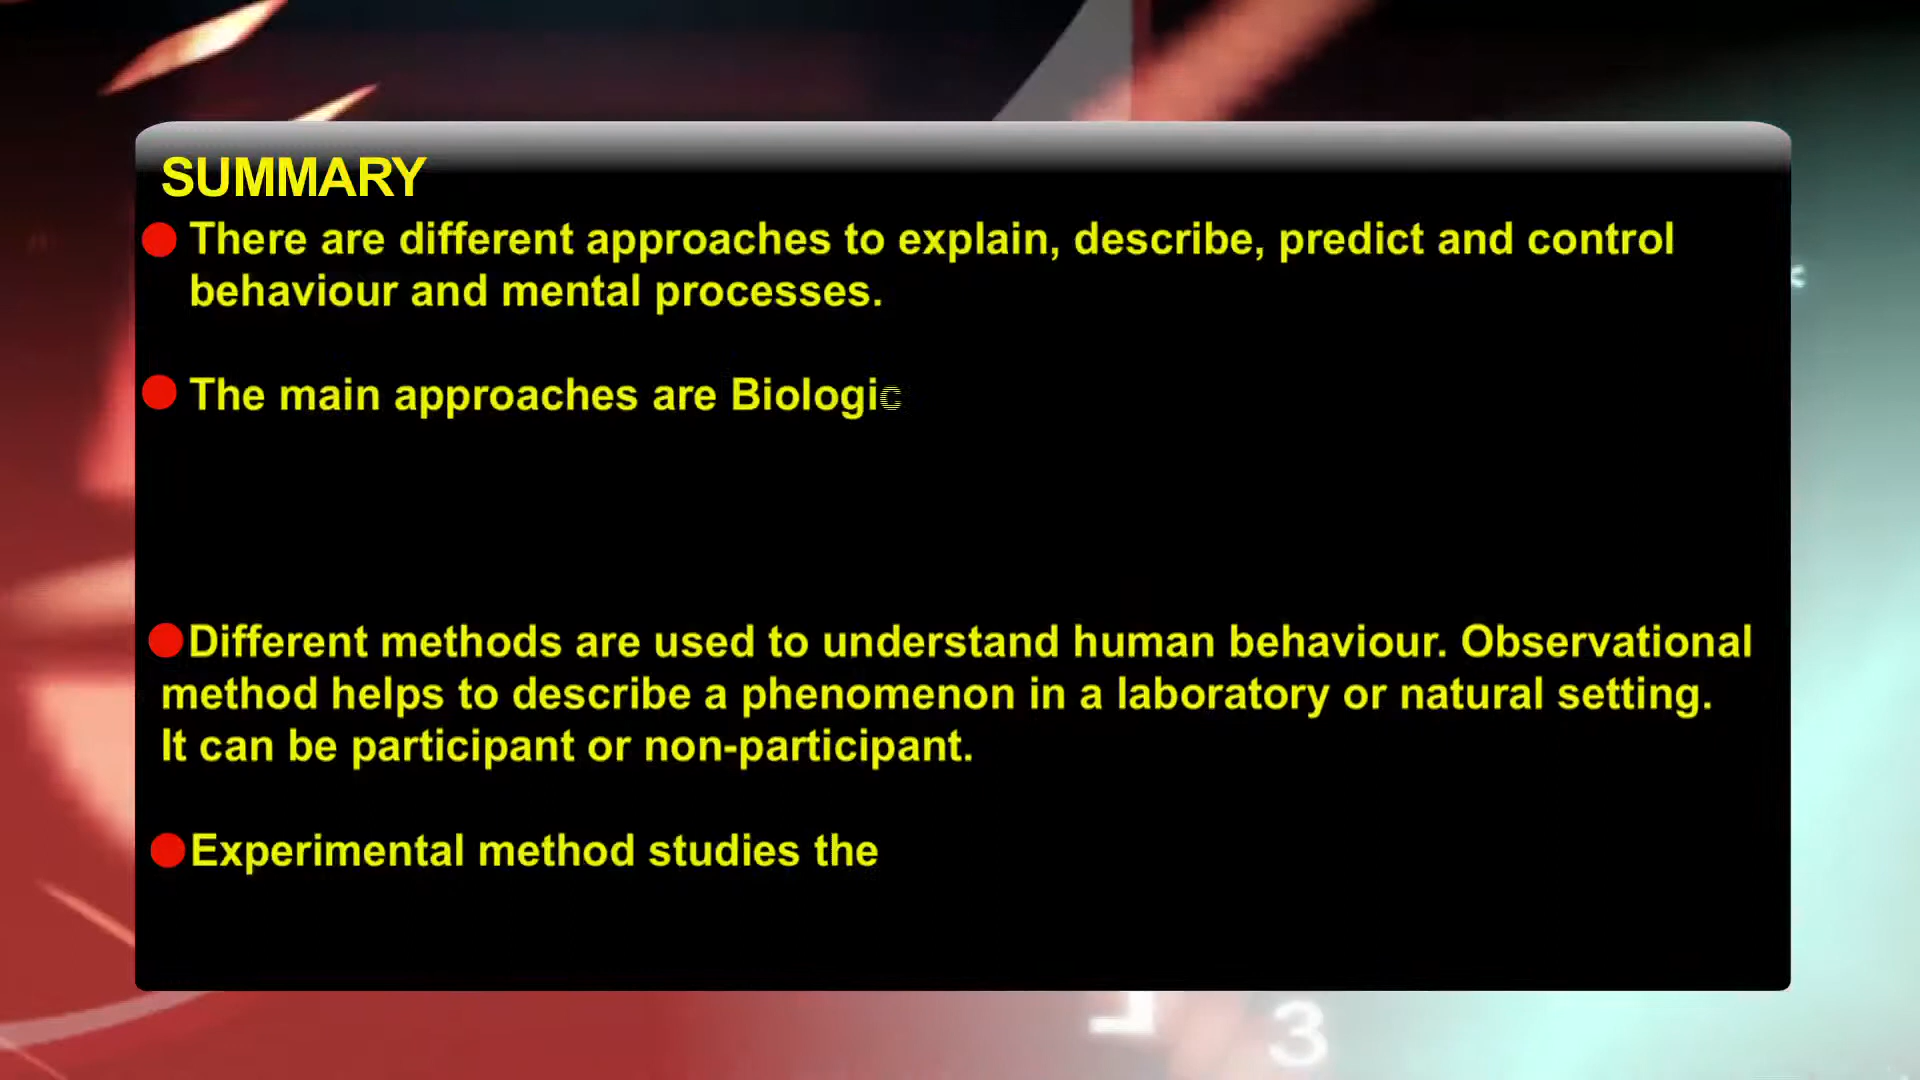 SUMMARY
There are different approaches to explain, describe, predict and control
behaviour and mental processes.
The main approaches are Biologic
Different methods are used to understand human behaviour. Observational
method helps to describe a phenomenon in a laboratory or natural setting.
It can be participant or non-participant.
Experimental method studies the
3